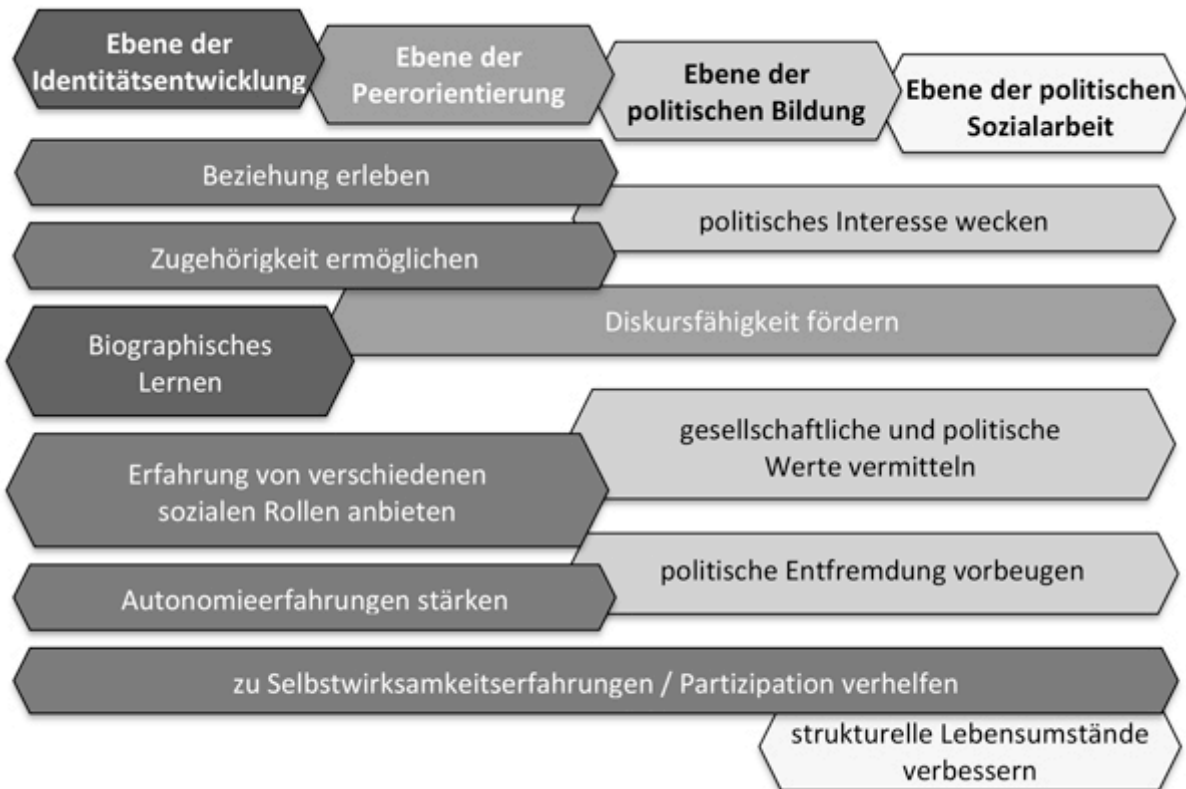 Ebene der
Identitätsentwicklung
Ebene der
Peerorientierung
Ebene der
politischen Bildung
Ebene der politischen
Sozialarbeit
Beziehung erleben
politisches Interesse wecken
Zugehörigkeit ermöglichen
Diskursfähigkeit fördern
Biographisches
Lernen
gesellschaftliche und politische
Werte vermitteln
Erfahrung von verschiedenen
sozialen Rollen anbieten
politische Entfremdung vorbeugen
Autonomieerfahrungen stärken
zu Selbstwirksamkeitserfahrungen / Partizipation verhelfen
strukturelle Lebensumstände
verbessern